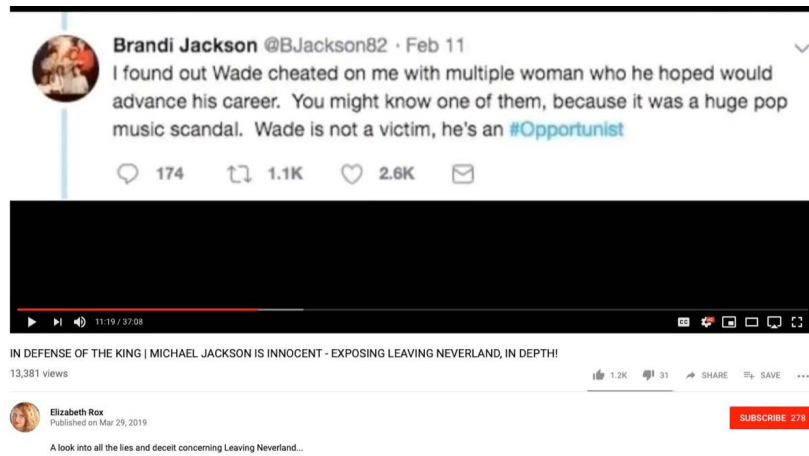 Brandi Jackson @BJackson82 · Feb 11
I found out Wade cheated on me with multiple woman who he hoped would
advance his career. You might know one of them, because it was a huge pop
music scandal. Wade is not a victim, he's an #Opportunist
174 1.1K 2.6K
11:19 / 37:08
CC HD
IN DEFENSE OF THE KING | MICHAEL JACKSON IS INNOCENT - EXPOSING LEAVING NEVERLAND, IN DEPTH!
13,381 views
1.2K 31 SHARE SAVE
Elizabeth Rox
Published on Mar 29, 2019
SUBSCRIBE 278
A look into all the lies and deceit concerning Leaving Neverland...